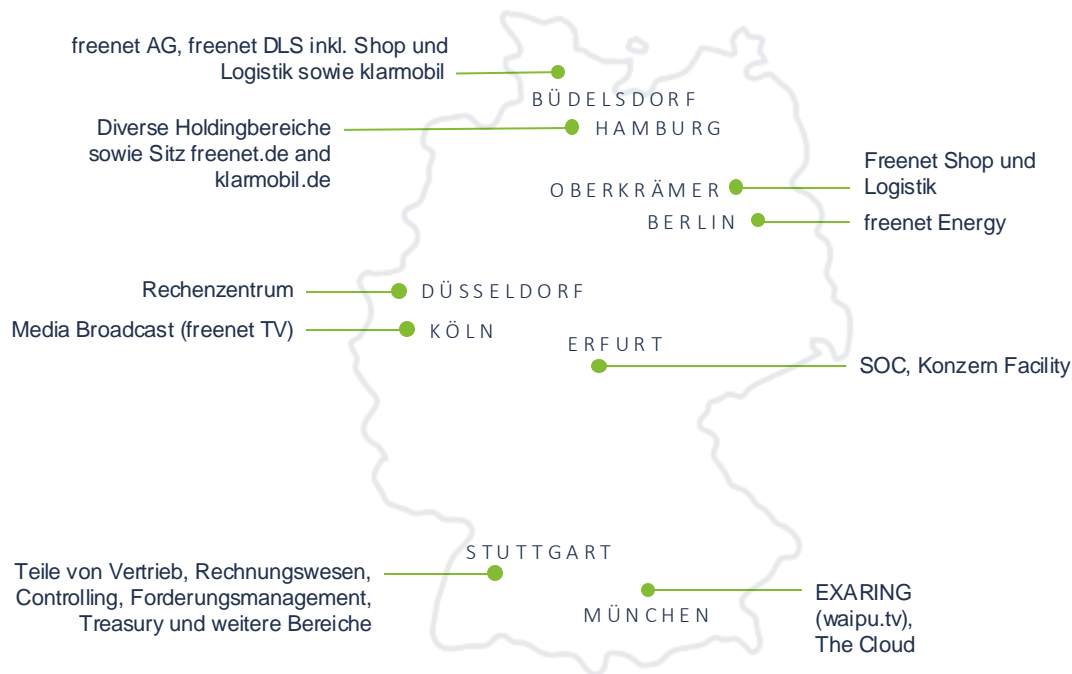 freenet AG, freenet DLS inkl. Shop und
Logistik sowie klarmobil
BÜDELSDORF
Diverse Holdingbereiche
sowie Sitz freenet.de and
klarmobil.de
HAMBURG
OBERKRÄMER
Freenet Shop und
Logistik
BERLIN
freenet Energy
Rechenzentrum
DÜSSELDORF
Media Broadcast (freenet TV)
KÖLN
ERFURT
SOC, Konzern Facility
STUTTGART
Teile von Vertrieb, Rechnungswesen,
Controlling, Forderungsmanagement,
Treasury und weitere Bereiche
MÜNCHEN
EXARING
(waipu.tv),
The Cloud